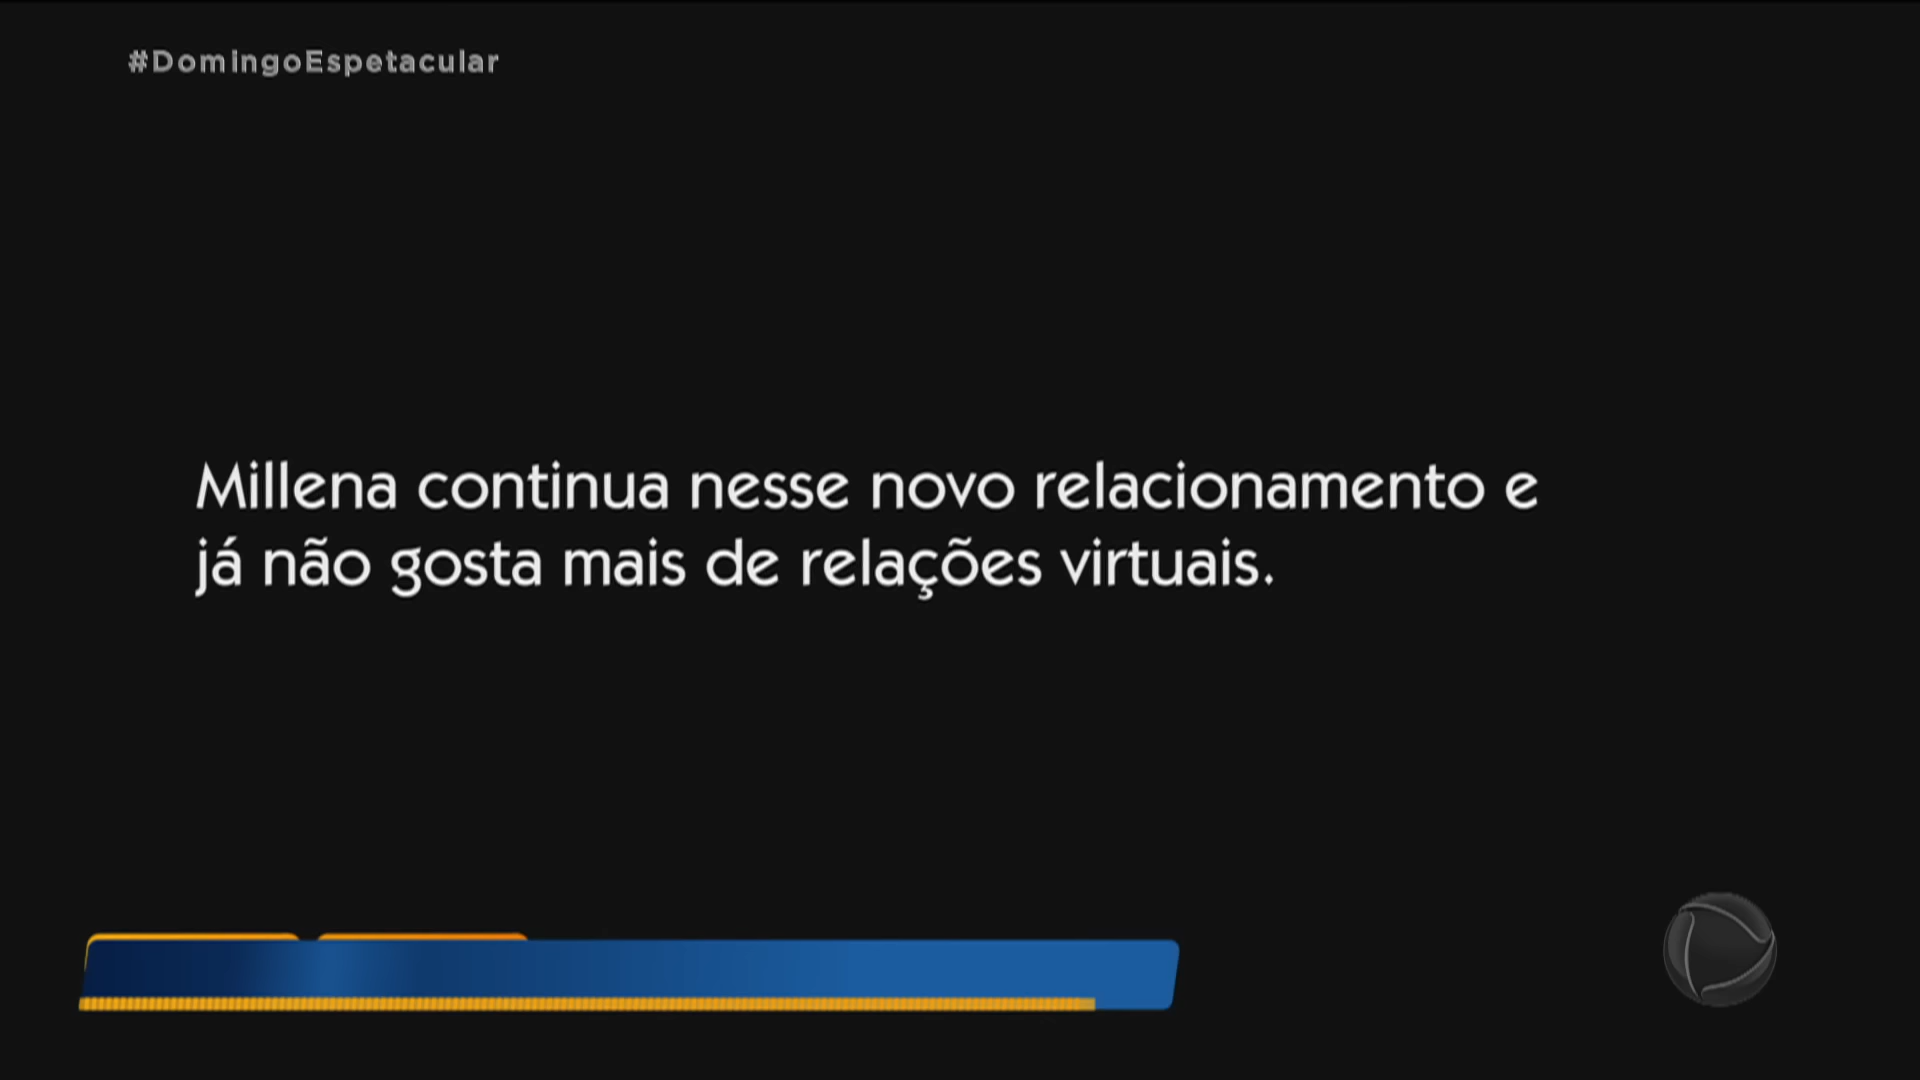 #DomingoEspetacular
Millena continua nesse novo relacionamento e
já não gosta mais de relações virtuais.